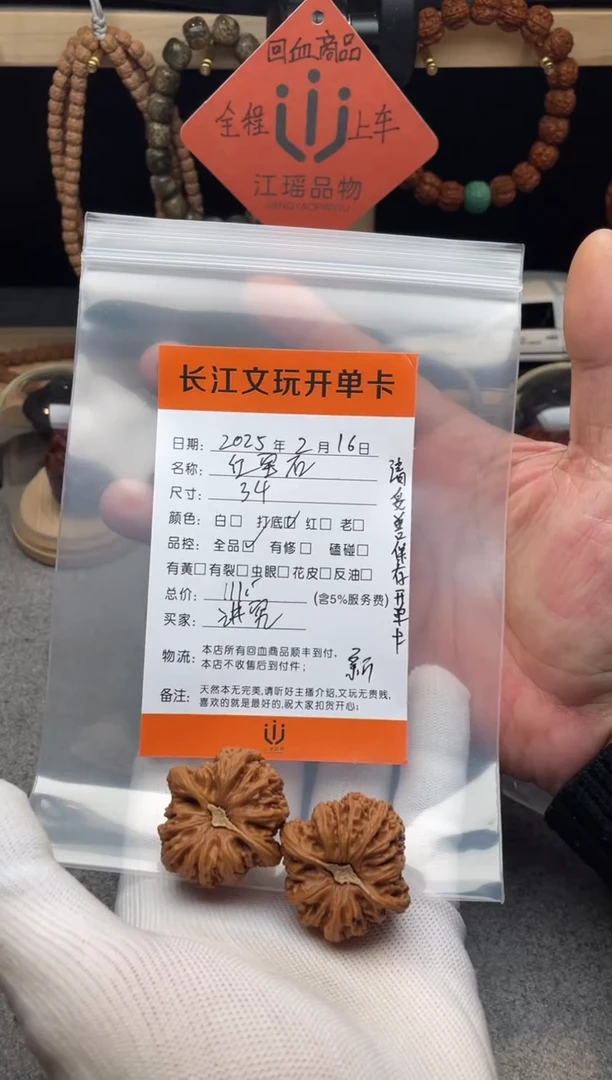 回血商品
全程 上车
江瑶品物
JIANGYAOPINWU
长江文玩开单卡
日期: 2025年2月16日
名称: 红星石
尺寸: 34
颜色: 白□ 打底☑ 红□ 老□
品控: 全品☑ 有修□ 磕碰□
有黄□有裂□虫眼□花皮□反油□
总价: 1115 (含5%服务费)
买家:
物流: 本店所有回血商品顺丰到付、
本店不收售后到付件；
新
备注: 天然本无完美,请听好主播介绍,文玩无贵贱,
喜欢的就是最好的,祝大家扣货开心;
请妥善保存开单卡